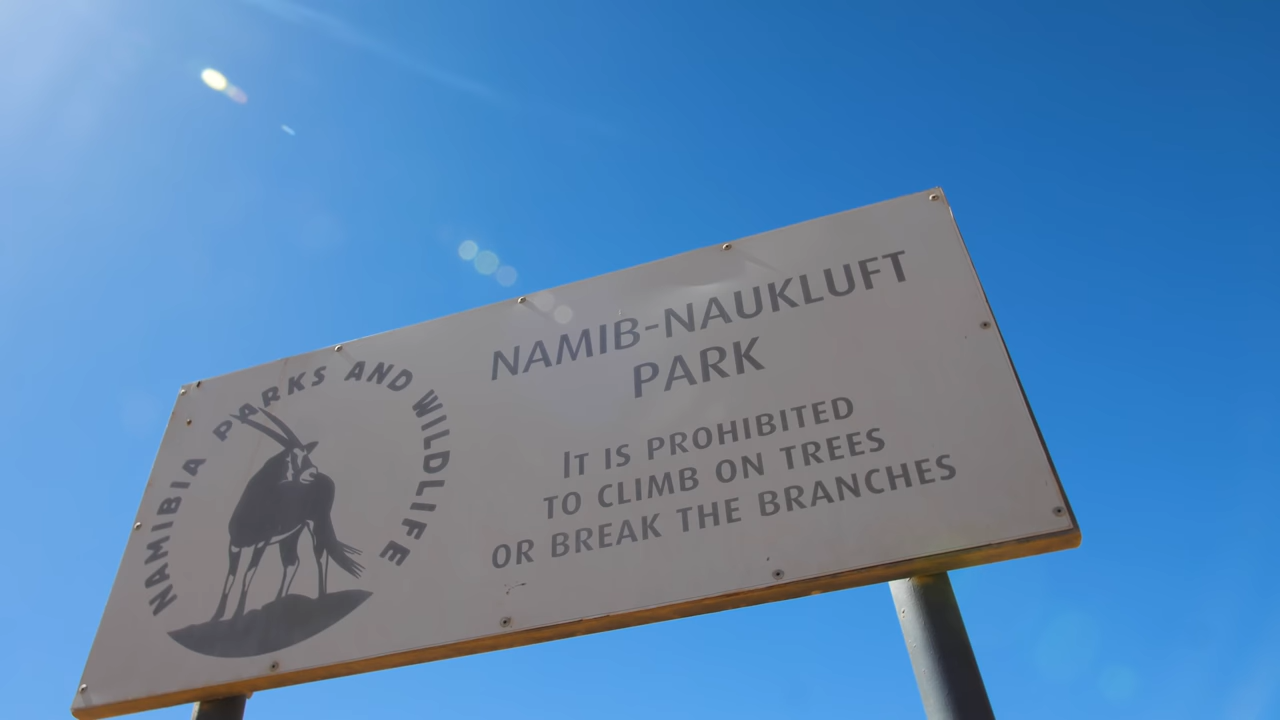 NAMIBIA PARKS AND WILDLIFE
NAMIB-NAUKLUFT
PARK
IT IS PROHIBITED
TO CLIMB ON TREES
OR BREAK THE BRANCHES